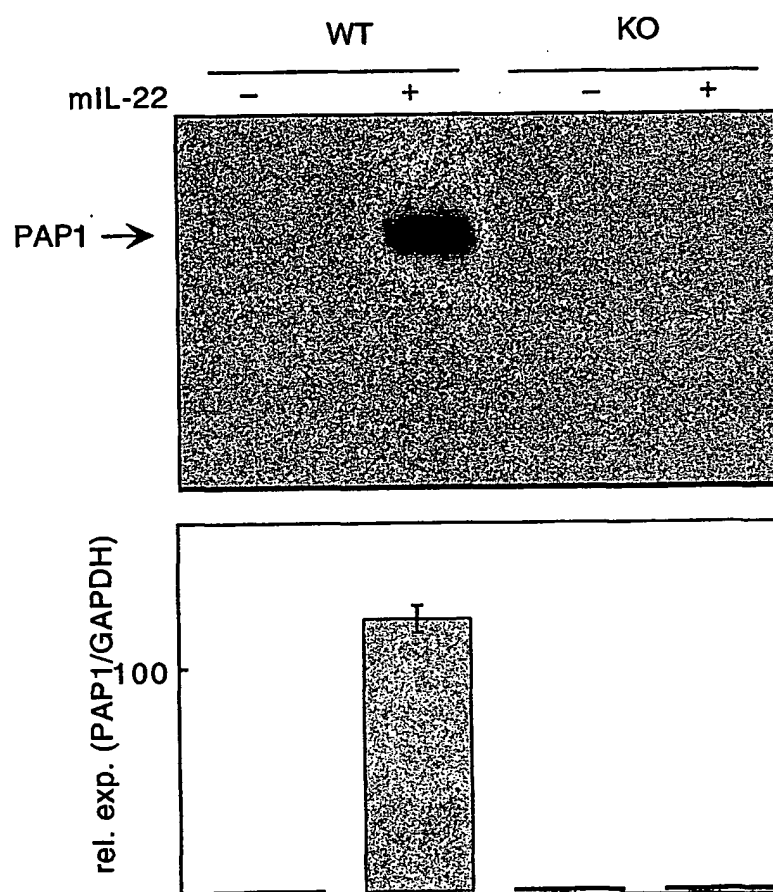 WT KO
mIL-22 − + − +
PAP1 →
rel. exp. (PAP1/GAPDH)
100